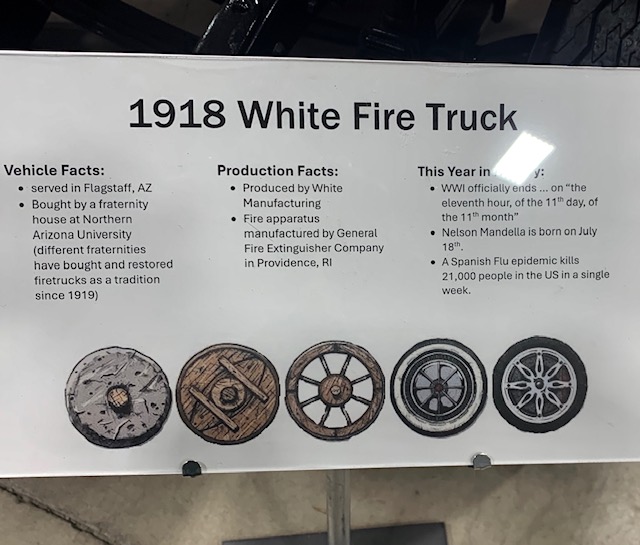 1918 White Fire Truck
Vehicle Facts:
• served in Flagstaff, AZ
• Bought by a fraternity
house at Northern
Arizona University
(different fraternities
have bought and restored
firetrucks as a tradition
since 1919)
Production Facts:
• Produced by White
Manufacturing
• Fire apparatus
manufactured by General
Fire Extinguisher Company
in Providence, RI
This Year in
• WWI officially ends ... on "the
eleventh hour, of the 11th day, of
the 11th month"
• Nelson Mandella is born on July
18th.
• A Spanish Flu epidemic kills
21,000 people in the US in a single
week.